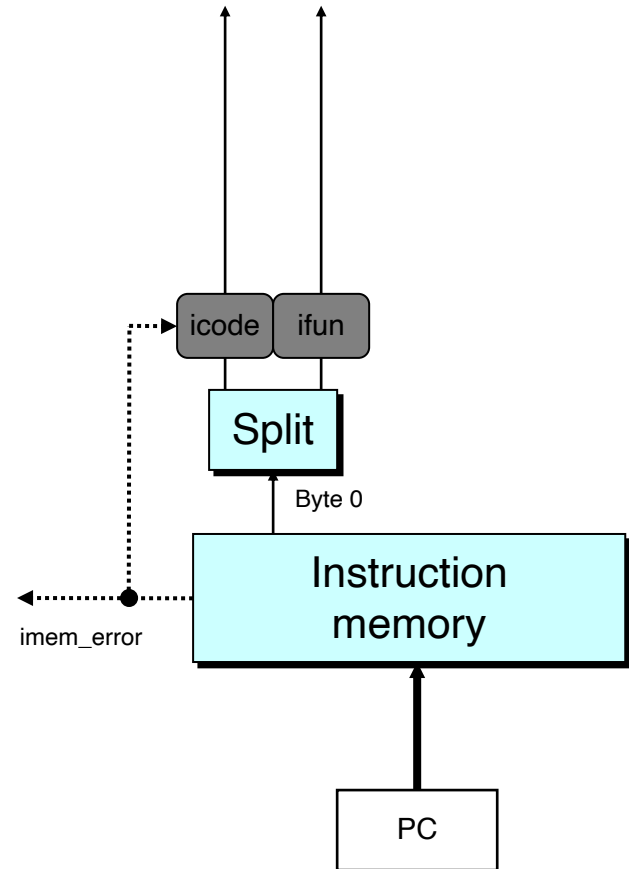 icode
ifun
Split
Byte 0
Instruction
memory
imem_error
PC